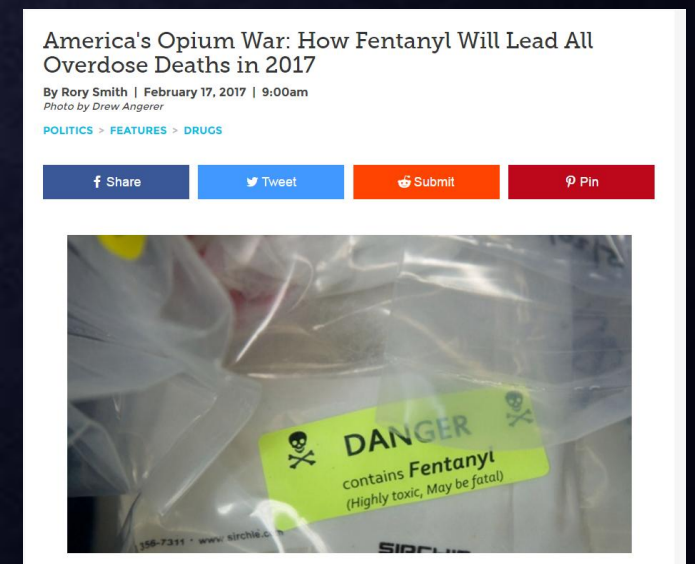 America's Opium War: How Fentanyl Will Lead All
Overdose Deaths in 2017
By Rory Smith | February 17, 2017 | 9:00am
Photo by Drew Angerer
POLITICS > FEATURES > DRUGS
Share Tweet Submit Pin
DANGER
contains Fentanyl
(Highly toxic, May be fatal)
356-7311 · www.sirchie.c
SIRCHIE